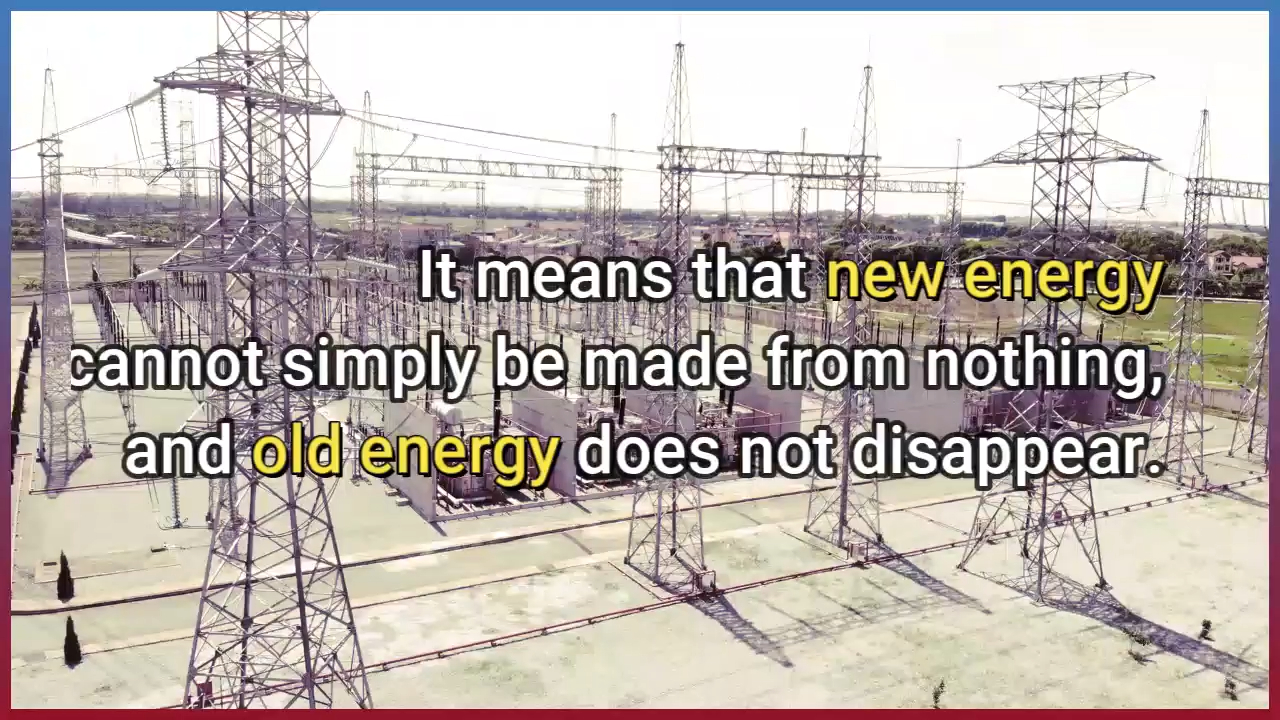 It means that new energy
cannot simply be made from nothing,
and old energy does not disappear.